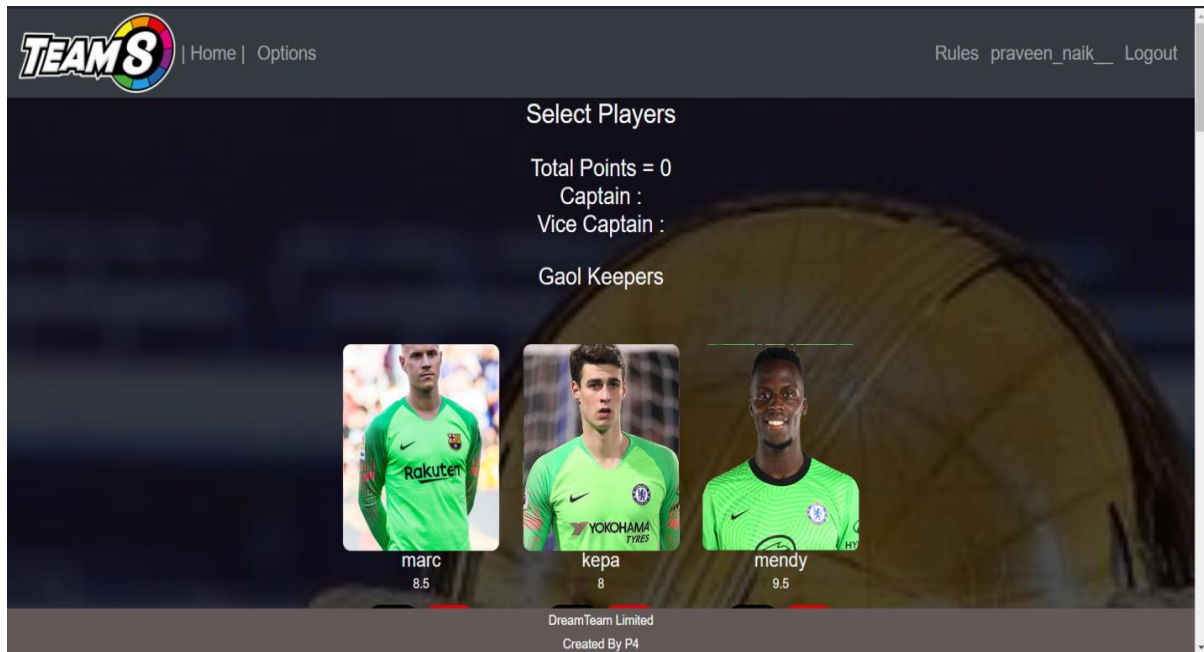 TEAM8 | Home | Options Rules praveen_naik__ Logout
Select Players
Total Points = 0
Captain :
Vice Captain :
Gaol Keepers
Rakuten
YOKOHAMA
TYRES
HY
marc kepa mendy
8.5 8 9.5
DreamTeam Limited
Created By P4